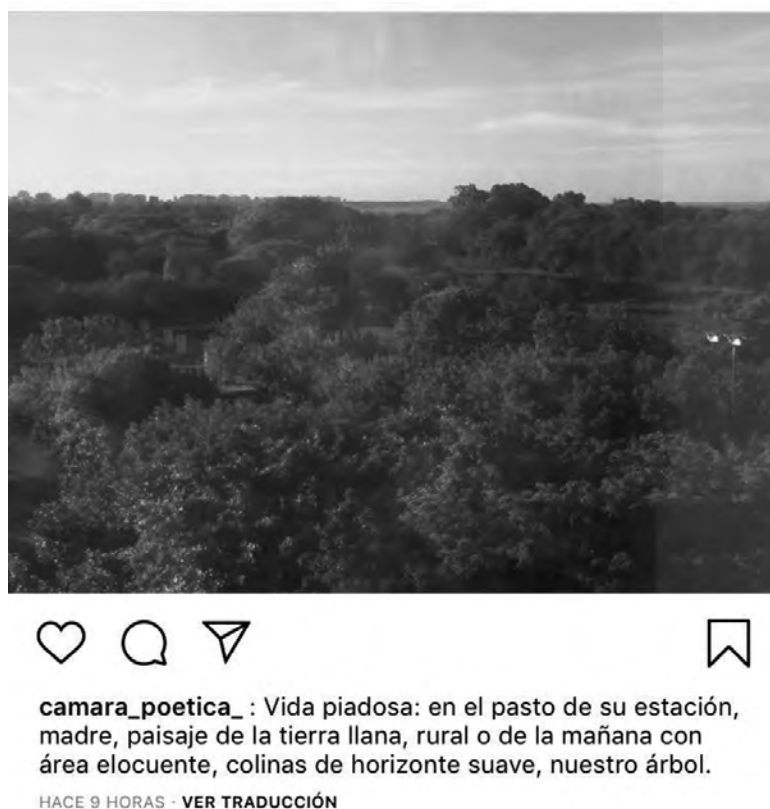 camara_poetica_ : Vida piadosa: en el pasto de su estación,
madre, paisaje de la tierra llana, rural o de la mañana con
área elocuente, colinas de horizonte suave, nuestro árbol.
HACE 9 HORAS · VER TRADUCCIÓN